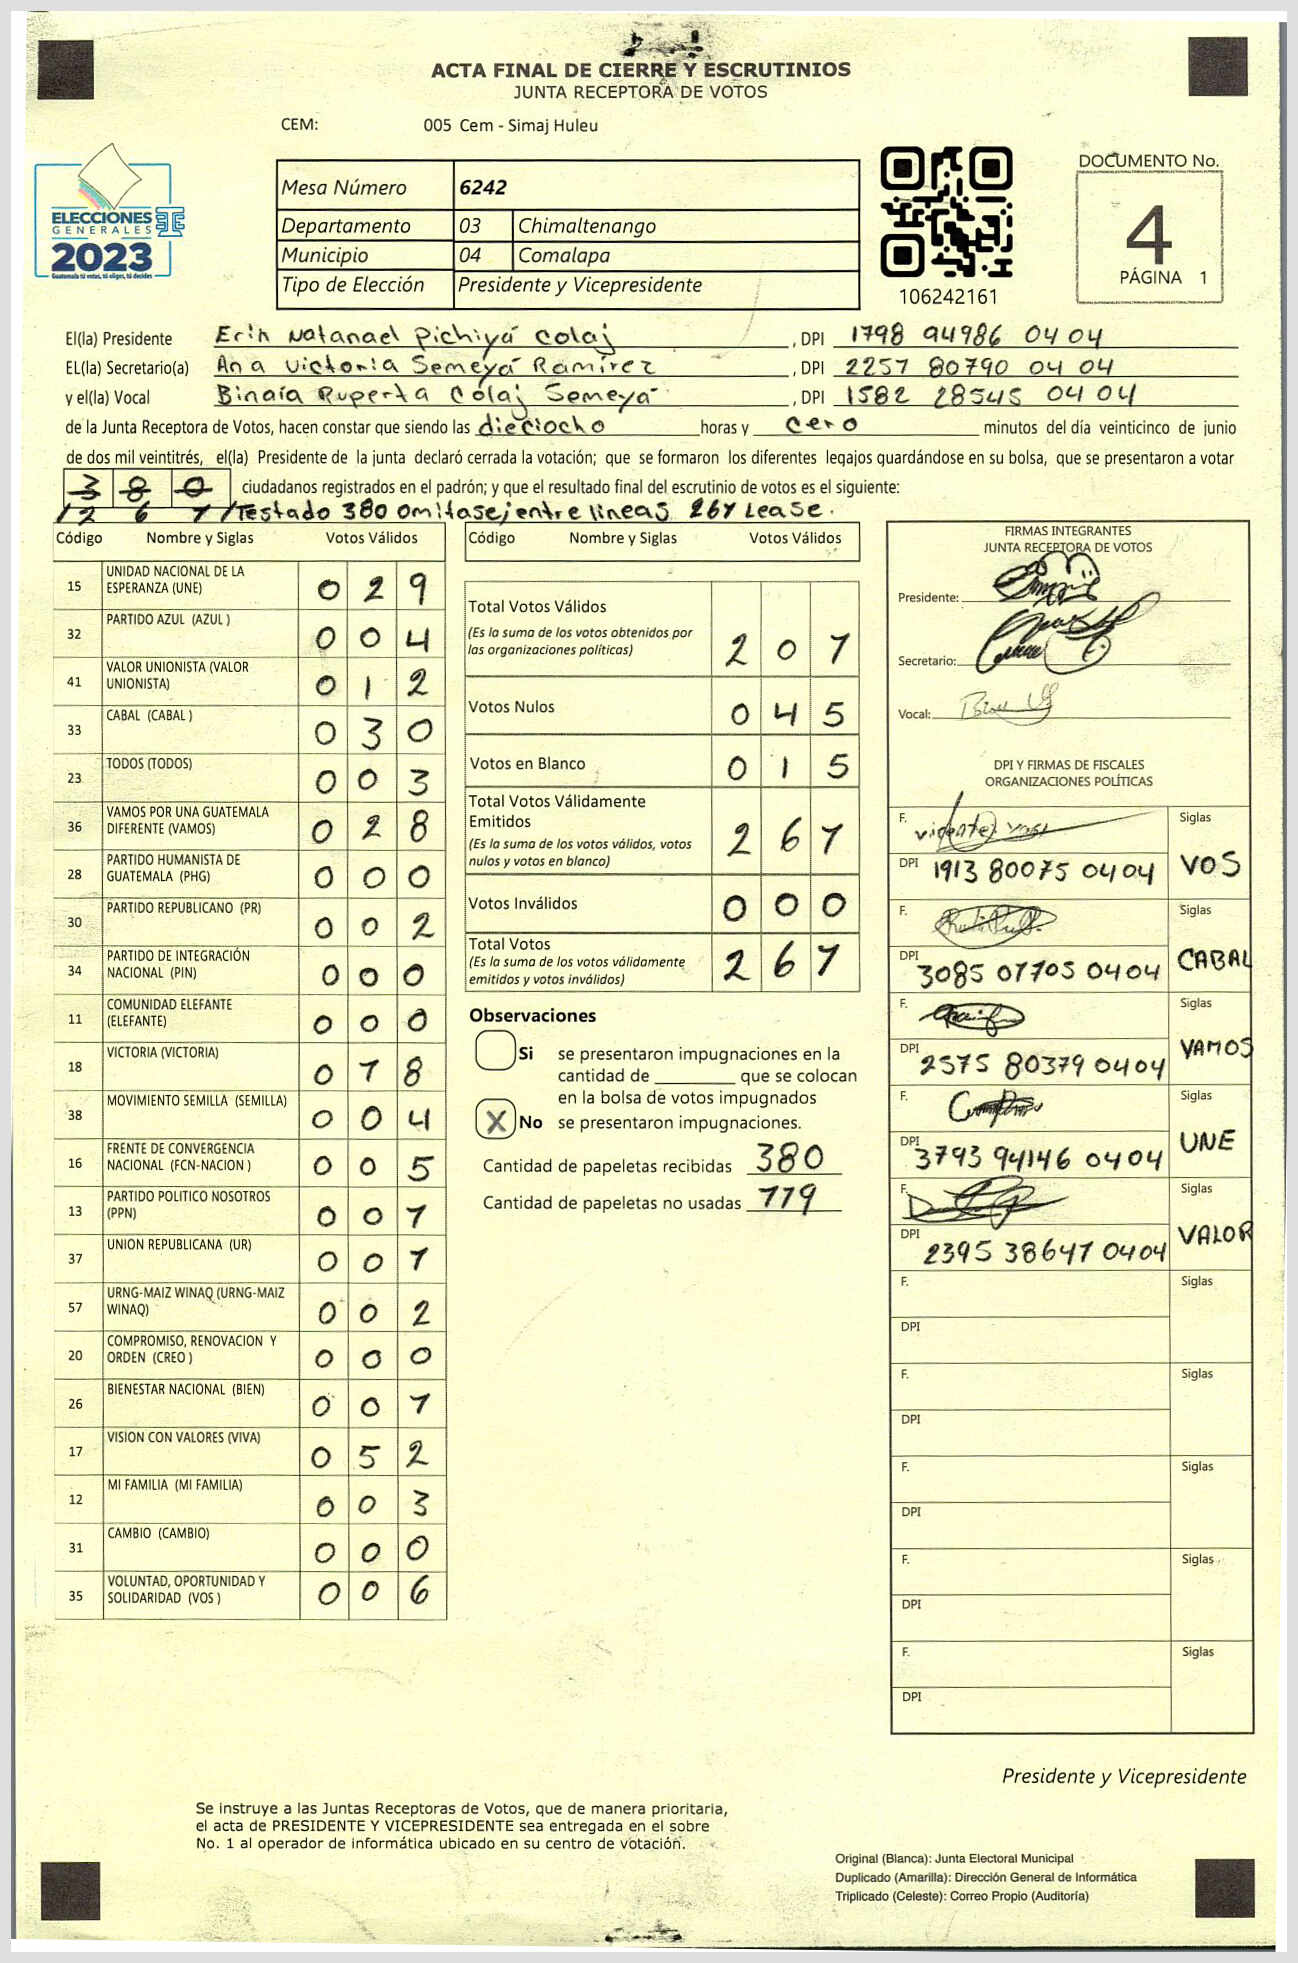 ACTA FINAL DE CIERRE Y ESCRUTINIOS
JUNTA RECEPTORA DE VOTOS
CEM: 005 Cem - Simaj Huleu
ELECCIONES
GENERALES
2023
Guatemala tú votas, tú eliges, tú decides
Mesa Número 6242
Departamento 03 Chimaltenango
Municipio 04 Comalapa
Tipo de Elección Presidente y Vicepresidente
106242161
DOCUMENTO No.
4
PÁGINA 1
El(la) Presidente Erin Natanael Pichiyá Colaj, DPI 1798 94986 0404
EL(la) Secretario(a) Ana Victoria Semeyá Ramírez, DPI 2257 80790 0404
y el(la) Vocal Binaía Ruperta Colaj Semeyá, DPI 1582 28545 0404
de la Junta Receptora de Votos, hacen constar que siendo las dieciocho horas y cero minutos del día veinticinco de junio
de dos mil veintitrés, el(la) Presidente de la junta declaró cerrada la votación; que se formaron los diferentes legajos guardándose en su bolsa, que se presentaron a votar
3 8 0 ciudadanos registrados en el padrón; y que el resultado final del escrutinio de votos es el siguiente:
/2 6 7/Testado 380 omitase; entre lineas 267 Lease.
Código Nombre y Siglas Votos Válidos
15 UNIDAD NACIONAL DE LA
ESPERANZA (UNE) 0 2 9
32 PARTIDO AZUL (AZUL ) 0 0 4
41 VALOR UNIONISTA (VALOR
UNIONISTA) 0 1 2
33 CABAL (CABAL ) 0 3 0
23 TODOS (TODOS) 0 0 3
36 VAMOS POR UNA GUATEMALA
DIFERENTE (VAMOS) 0 2 8
28 PARTIDO HUMANISTA DE
GUATEMALA (PHG) 0 0 0
30 PARTIDO REPUBLICANO (PR) 0 0 2
34 PARTIDO DE INTEGRACIÓN
NACIONAL (PIN) 0 0 0
11 COMUNIDAD ELEFANTE
(ELEFANTE) 0 0 0
18 VICTORIA (VICTORIA) 0 1 8
38 MOVIMIENTO SEMILLA (SEMILLA) 0 0 4
16 FRENTE DE CONVERGENCIA
NACIONAL (FCN-NACION ) 0 0 5
13 PARTIDO POLITICO NOSOTROS
(PPN) 0 0 7
37 UNION REPUBLICANA (UR) 0 0 1
57 URNG-MAIZ WINAQ (URNG-MAIZ
WINAQ) 0 0 2
20 COMPROMISO, RENOVACION Y
ORDEN (CREO ) 0 0 0
26 BIENESTAR NACIONAL (BIEN) 0 0 1
17 VISION CON VALORES (VIVA) 0 5 2
12 MI FAMILIA (MI FAMILIA) 0 0 3
31 CAMBIO (CAMBIO) 0 0 0
35 VOLUNTAD, OPORTUNIDAD Y
SOLIDARIDAD (VOS ) 0 0 6
Código Nombre y Siglas Votos Válidos
Total Votos Válidos
(Es la suma de los votos obtenidos por
las organizaciones políticas) 2 0 7
Votos Nulos 0 4 5
Votos en Blanco 0 1 5
Total Votos Válidamente
Emitidos
(Es la suma de los votos válidos, votos
nulos y votos en blanco) 2 6 7
Votos Inválidos 0 0 0
Total Votos
(Es la suma de los votos válidamente
emitidos y votos inválidos) 2 6 7
Observaciones
Si se presentaron impugnaciones en la
cantidad de ________ que se colocan
en la bolsa de votos impugnados
X No se presentaron impugnaciones.
Cantidad de papeletas recibidas 380
Cantidad de papeletas no usadas 119
FIRMAS INTEGRANTES
JUNTA RECEPTORA DE VOTOS
Presidente:
Secretario:
Vocal:
DPI Y FIRMAS DE FISCALES
ORGANIZACIONES POLÍTICAS
F. Siglas
DPI 1913 80075 0404 VOS
F. Siglas
DPI 3085 07705 0404 CABAL
F. Siglas
DPI 2575 80379 0404 VAMOS
F. Siglas
DPI 3793 94146 0404 UNE
F. Siglas
DPI 2395 38647 0404 VALOR
F. Siglas
DPI
F. Siglas
DPI
F. Siglas
DPI
F. Siglas
DPI
F. Siglas
DPI
Presidente y Vicepresidente
Se instruye a las Juntas Receptoras de Votos, que de manera prioritaria,
el acta de PRESIDENTE Y VICEPRESIDENTE sea entregada en el sobre
No. 1 al operador de informática ubicado en su centro de votación.
Original (Blanca): Junta Electoral Municipal
Duplicado (Amarilla): Dirección General de Informática
Triplicado (Celeste): Correo Propio (Auditoría)